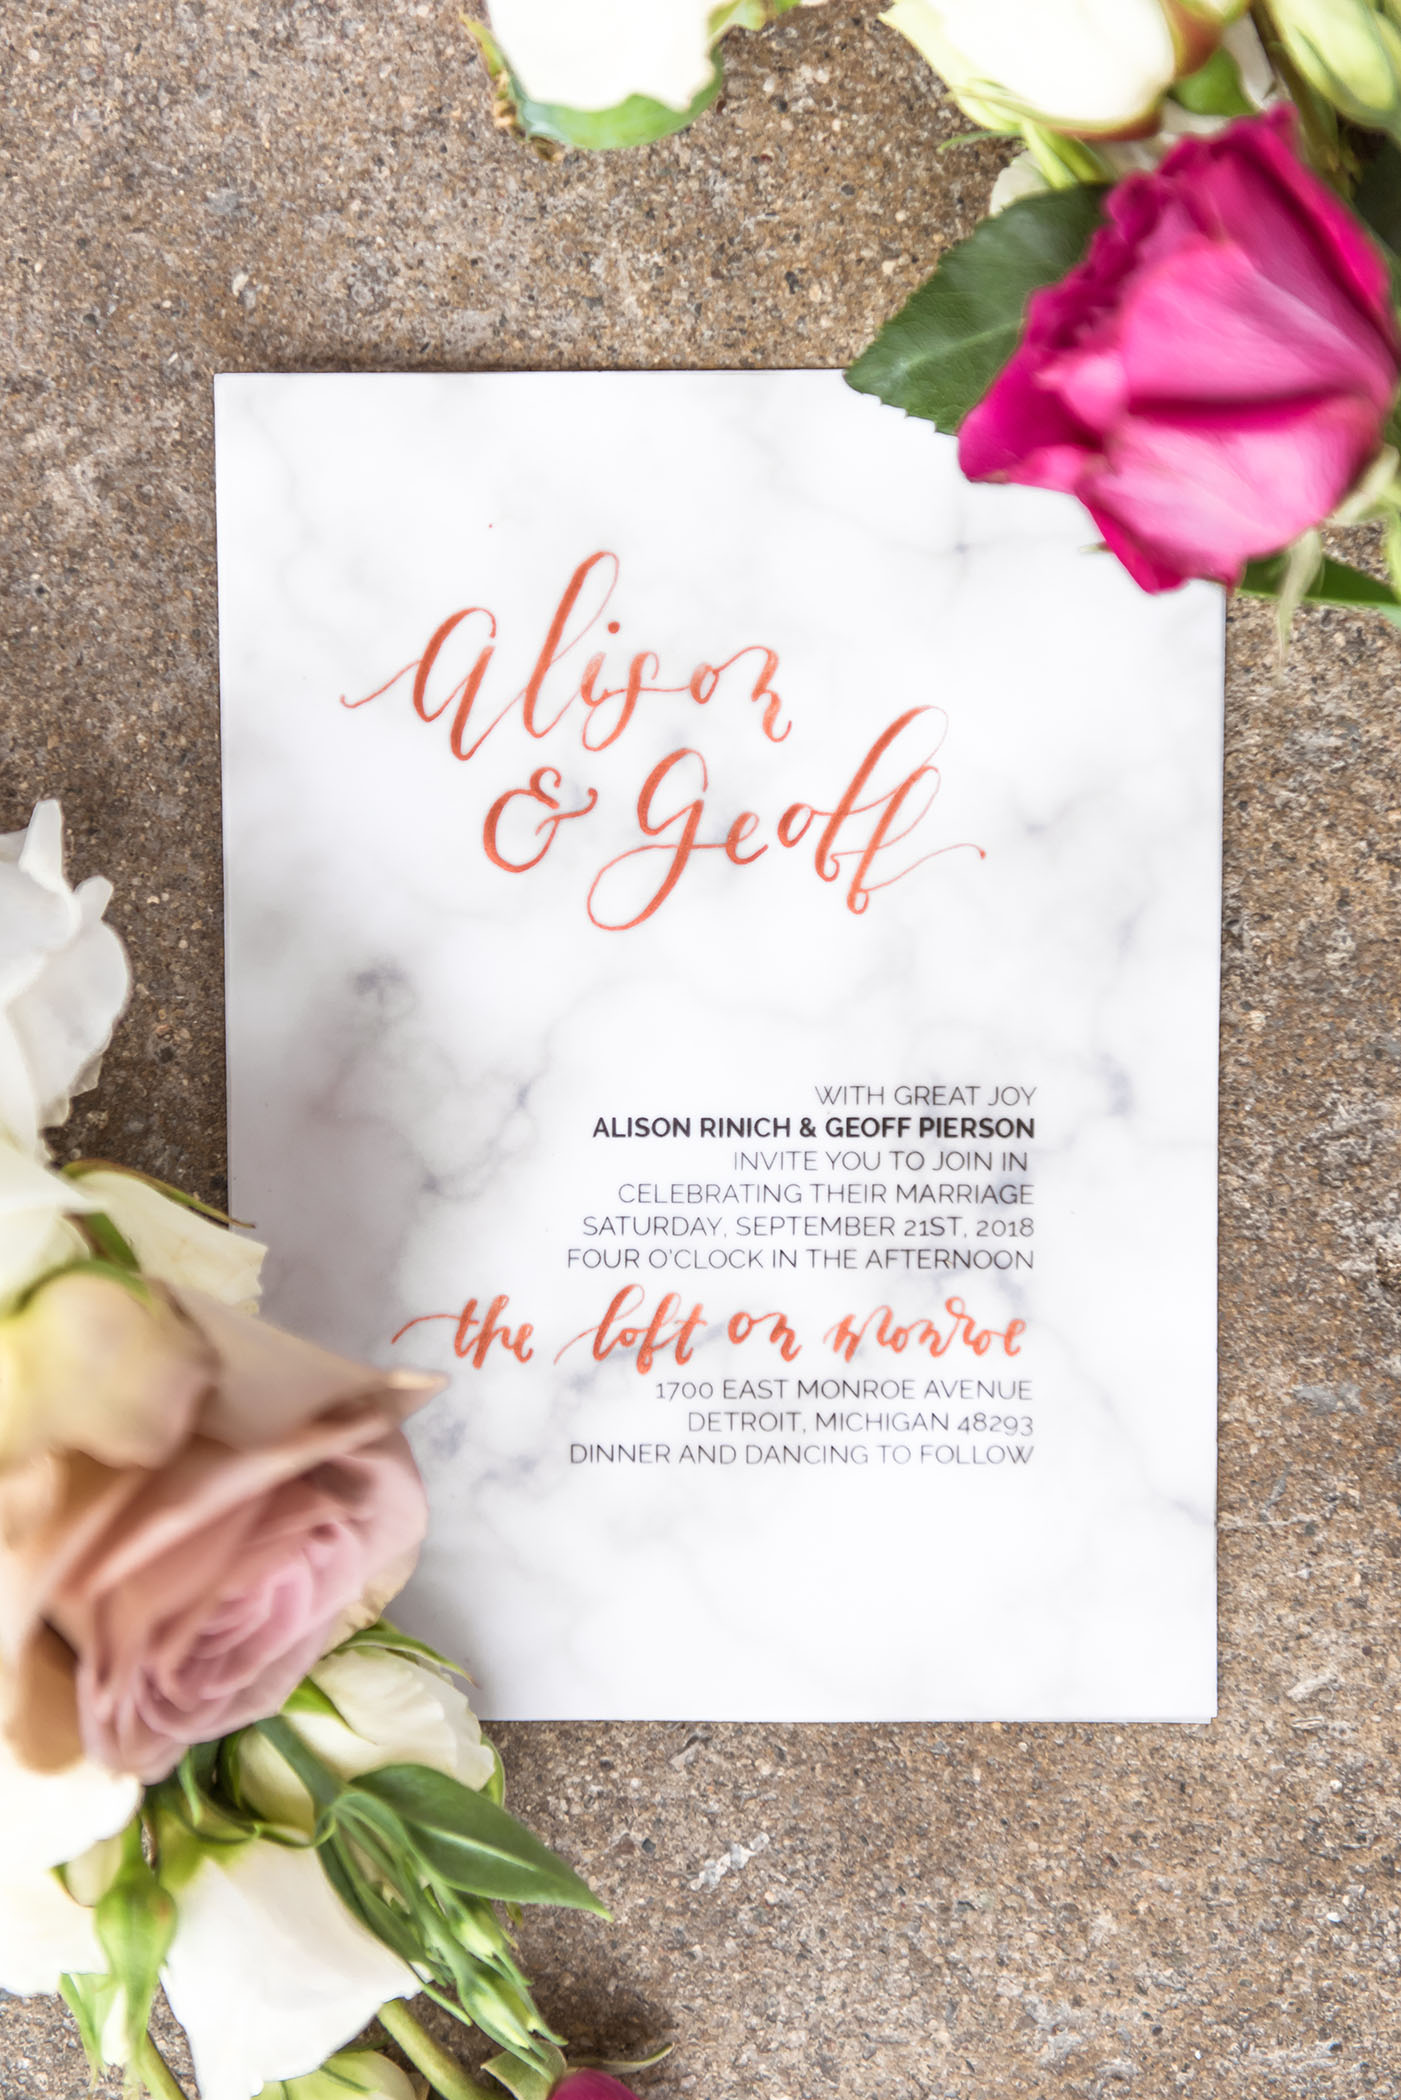 Alison
& Geoff
WITH GREAT JOY
ALISON RINICH & GEOFF PIERSON
INVITE YOU TO JOIN IN
CELEBRATING THEIR MARRIAGE
SATURDAY, SEPTEMBER 21ST, 2018
FOUR O'CLOCK IN THE AFTERNOON
the loft on monroe
1700 EAST MONROE AVENUE
DETROIT, MICHIGAN 48293
DINNER AND DANCING TO FOLLOW